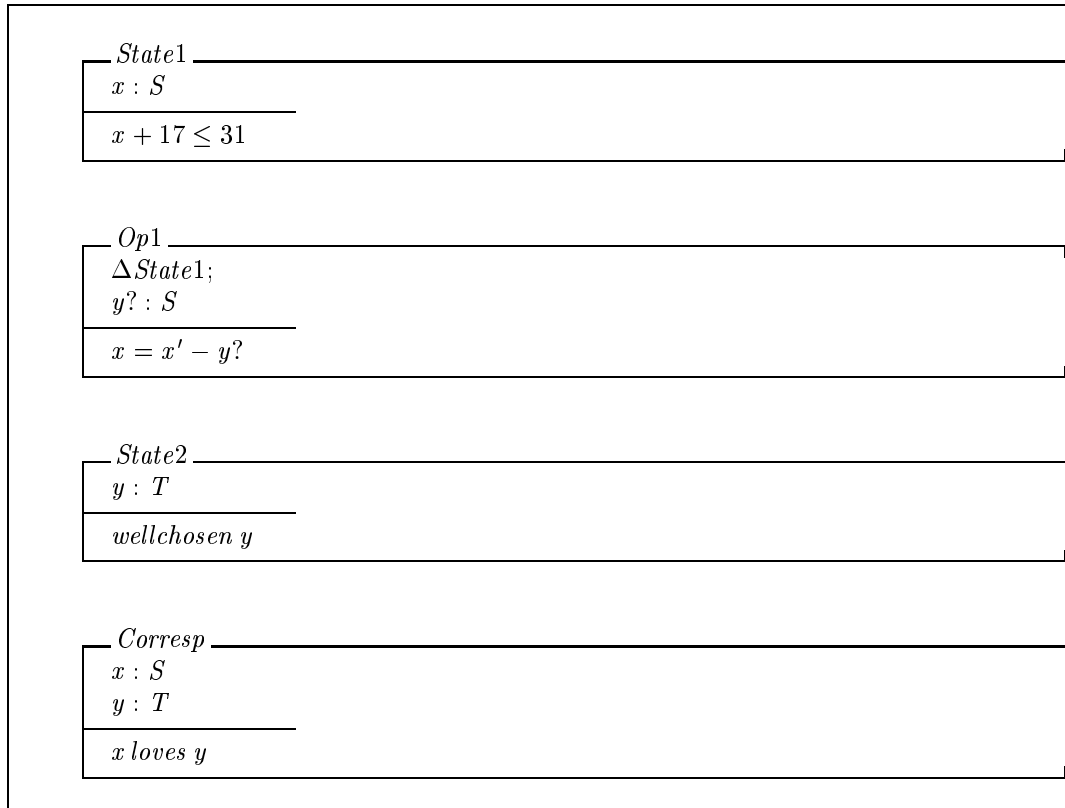 State1
x : S
x + 17 ≤ 31
Op1
ΔState1;
y? : S
x = x′ − y?
State2
y : T
wellchosen y
Corresp
x : S
y : T
x loves y